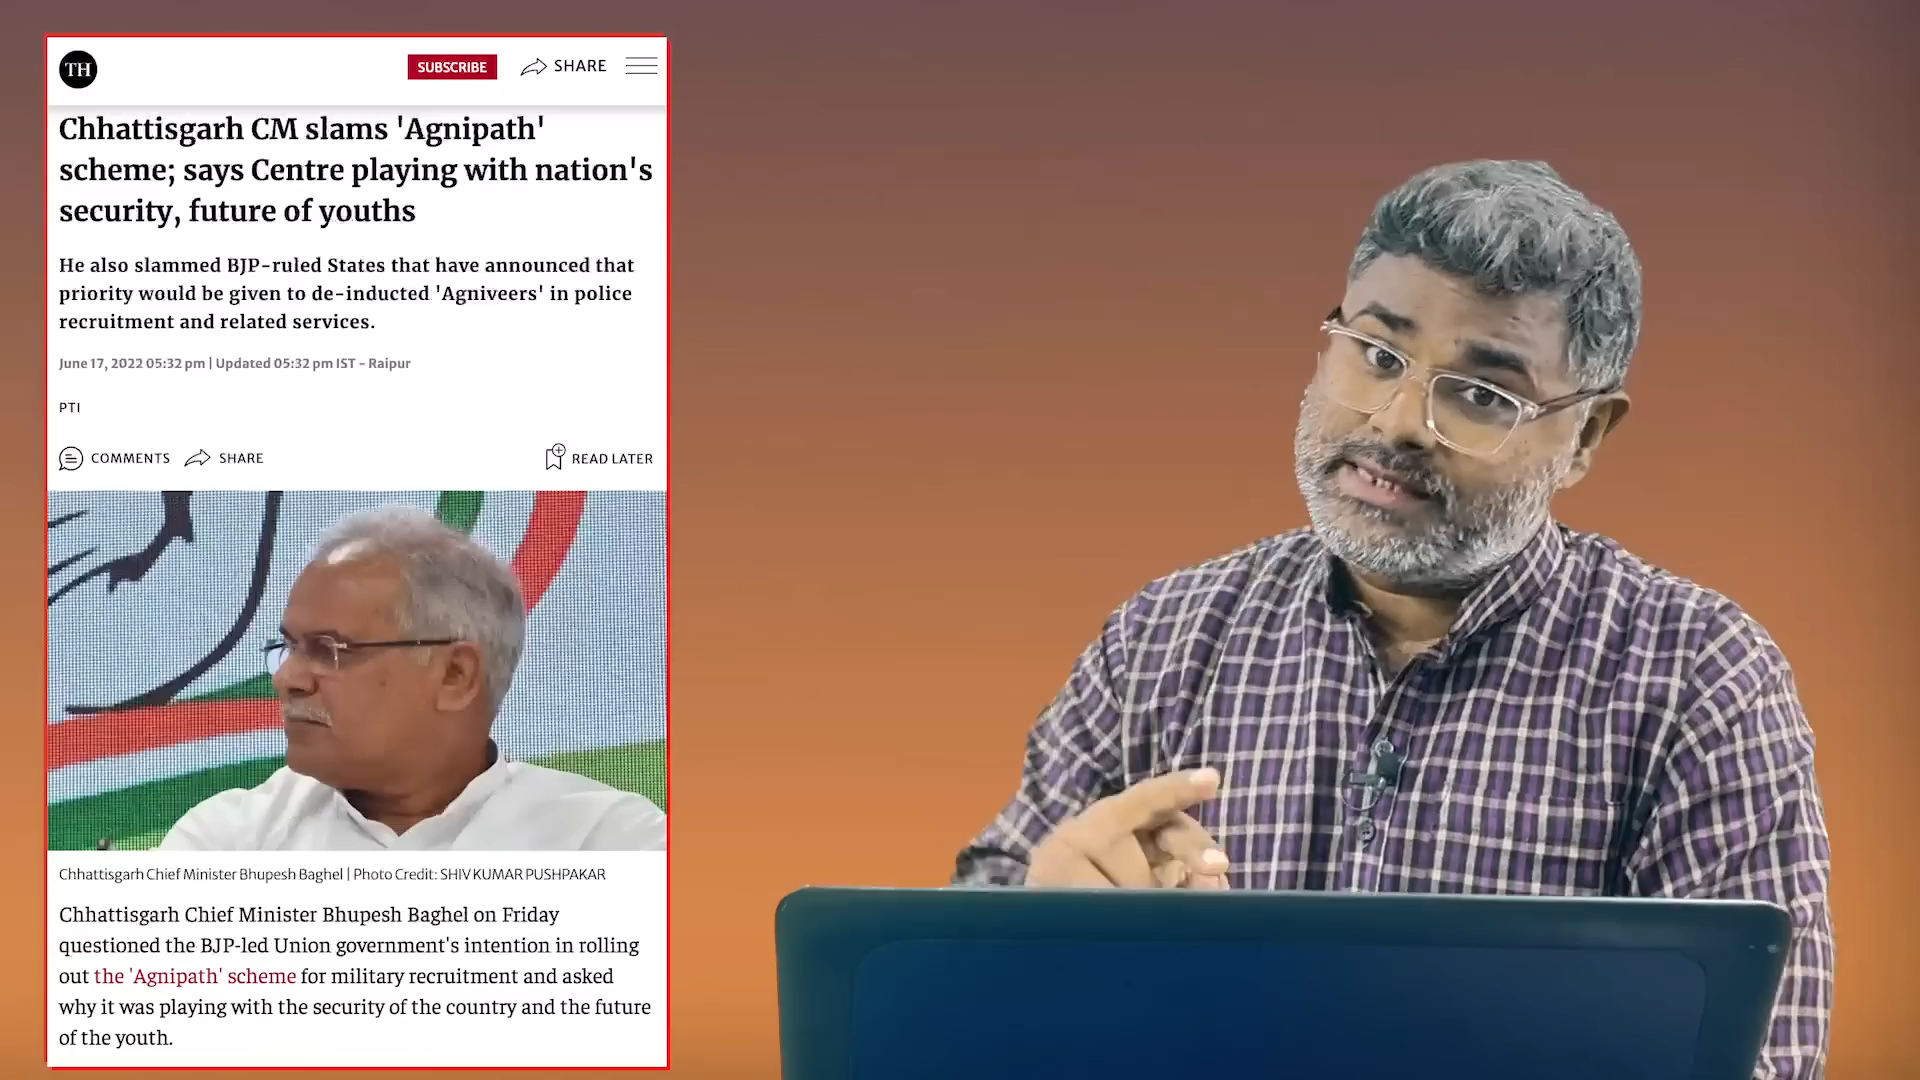 TH
SUBSCRIBE
SHARE
Chhattisgarh CM slams 'Agnipath'
scheme; says Centre playing with nation's
security, future of youths
He also slammed BJP-ruled States that have announced that
priority would be given to de-inducted 'Agniveers' in police
recruitment and related services.
June 17, 2022 05:32 pm | Updated 05:32 pm IST - Raipur
PTI
COMMENTS SHARE READ LATER
Chhattisgarh Chief Minister Bhupesh Baghel | Photo Credit: SHIV KUMAR PUSHPAKAR
Chhattisgarh Chief Minister Bhupesh Baghel on Friday
questioned the BJP-led Union government's intention in rolling
out the 'Agnipath' scheme for military recruitment and asked
why it was playing with the security of the country and the future
of the youth.